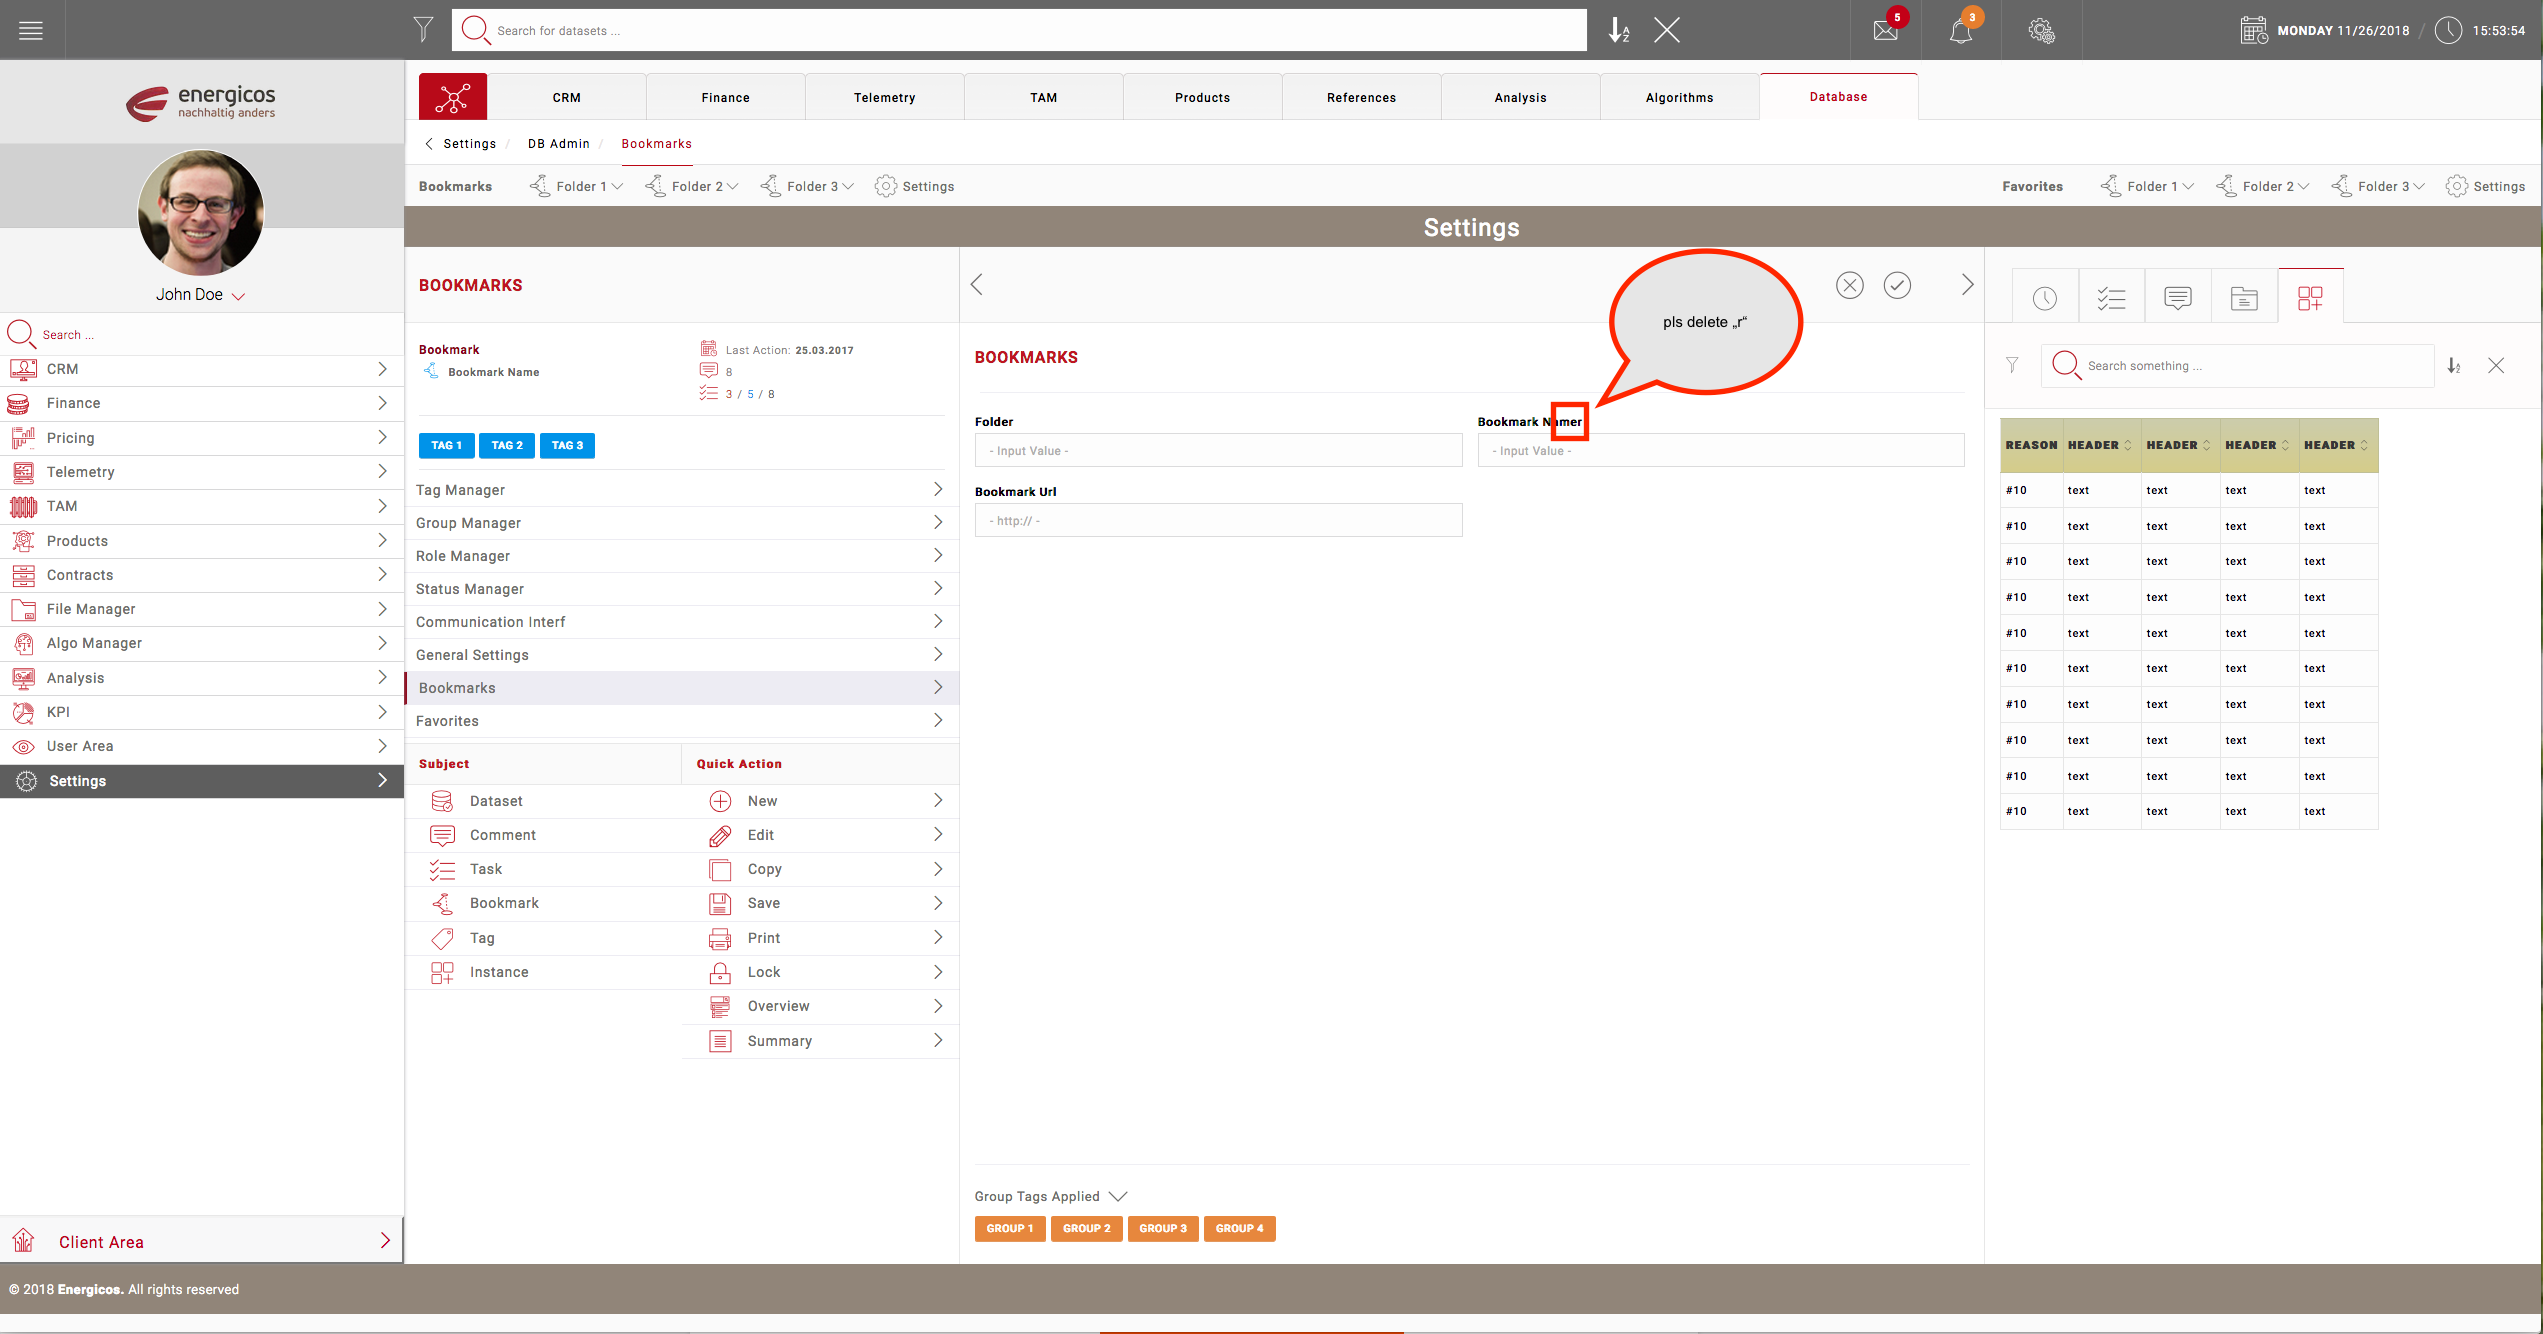 Search for datasets ...
A
Z
5
3
MONDAY 11/26/2018 / 15:53:54
energicos
nachhaltig anders
CRM
Finance
Telemetry
TAM
Products
References
Analysis
Algorithms
Database
Settings / DB Admin / Bookmarks
Bookmarks Folder 1 Folder 2 Folder 3 Settings
Favorites Folder 1 Folder 2 Folder 3 Settings
Settings
John Doe
Search ...
CRM
Finance
Pricing
Telemetry
TAM
Products
Contracts
File Manager
Algo Manager
Analysis
KPI
User Area
Settings
Client Area
BOOKMARKS
Bookmark
Bookmark Name
Last Action: 25.03.2017
8
3 / 5 / 8
TAG 1 TAG 2 TAG 3
Tag Manager
Group Manager
Role Manager
Status Manager
Communication Interf
General Settings
Bookmarks
Favorites
Subject
Dataset
Comment
Task
Bookmark
Tag
Instance
Quick Action
New
Edit
Copy
Save
Print
Lock
Overview
Summary
pls delete „r“
BOOKMARKS
Folder
- Input Value -
Bookmark Namer
- Input Value -
Bookmark Url
- http:// -
Group Tags Applied
GROUP 1 GROUP 2 GROUP 3 GROUP 4
Search something ...
REASON HEADER HEADER HEADER HEADER
#10 text text text text
#10 text text text text
#10 text text text text
#10 text text text text
#10 text text text text
#10 text text text text
#10 text text text text
#10 text text text text
#10 text text text text
#10 text text text text
© 2018 Energicos. All rights reserved